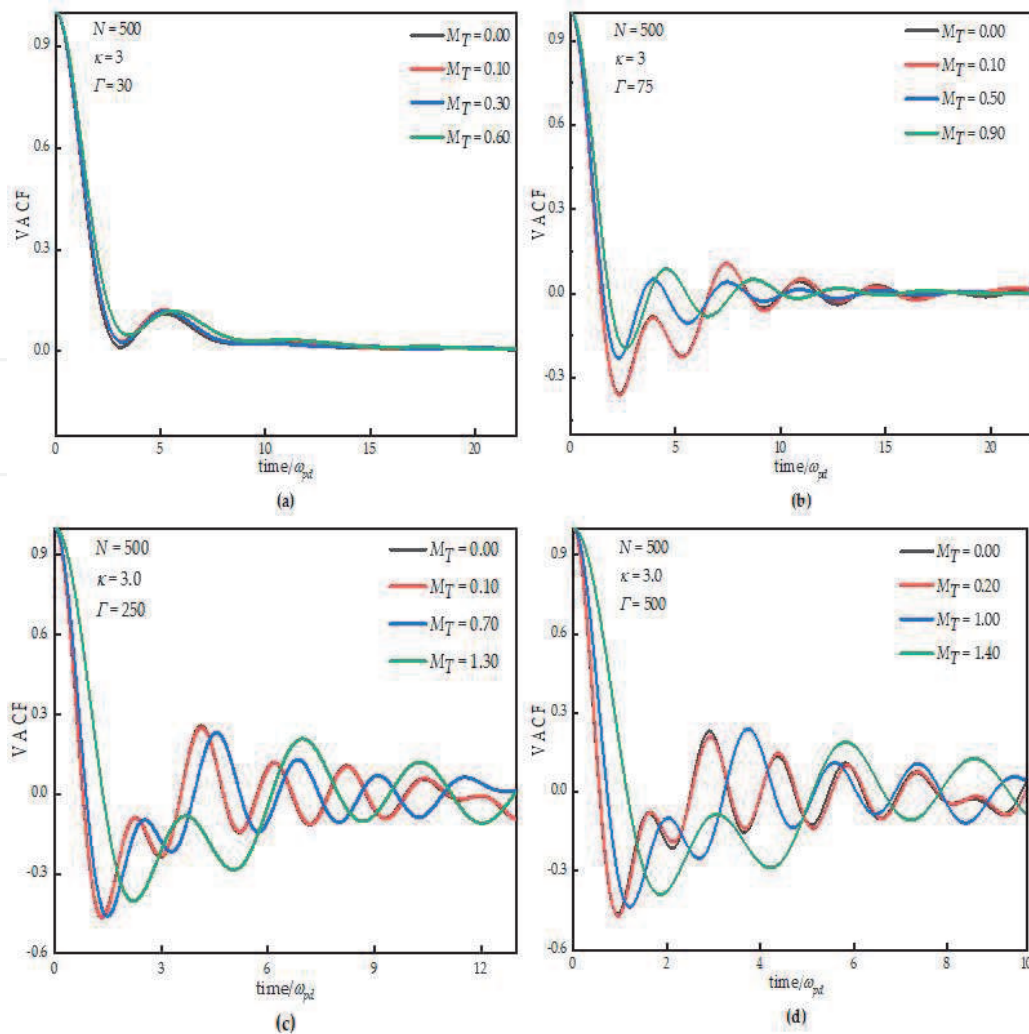 N = 500
κ = 3
Γ = 30
M_T = 0.00
M_T = 0.10
M_T = 0.30
M_T = 0.60
0.9
0.6
0.3
0.0
VACF
0 5 10 15 20
time/ω_pd
(a)
N = 500
κ = 3
Γ = 75
M_T = 0.00
M_T = 0.10
M_T = 0.50
M_T = 0.90
0.9
0.6
0.3
0.0
-0.3
VACF
0 5 10 15 20
time/ω_pd
(b)
N = 500
κ = 3.0
Γ = 250
M_T = 0.00
M_T = 0.10
M_T = 0.70
M_T = 1.30
0.9
0.6
0.3
0.0
-0.3
-0.6
VACF
0 3 6 9 12
time/ω_pd
(c)
N = 500
κ = 3.0
Γ = 500
M_T = 0.00
M_T = 0.20
M_T = 1.00
M_T = 1.40
0.9
0.6
0.3
0.0
-0.3
-0.6
VACF
0 2 4 6 8 10
time/ω_pd
(d)